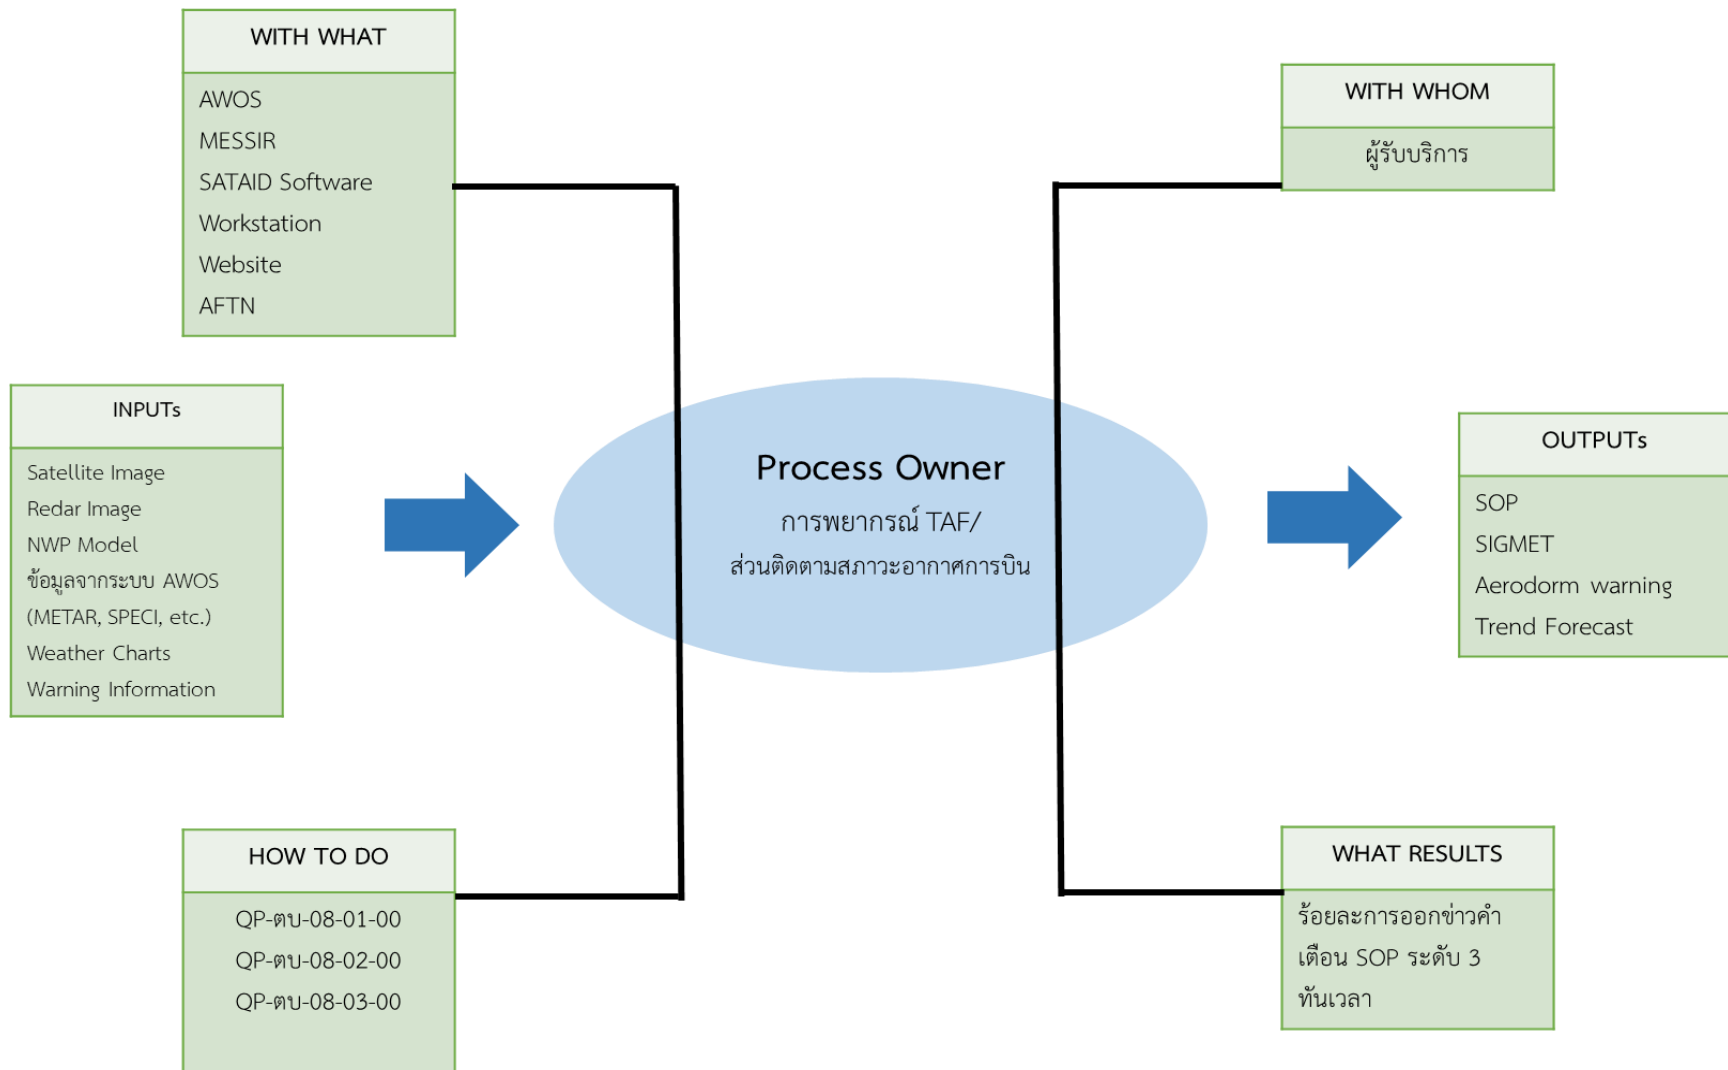 WITH WHAT
AWOS
MESSIR
SATAID Software
Workstation
Website
AFTN
WITH WHOM
ผู้รับบริการ
INPUTs
Satellite Image
Redar Image
NWP Model
ข้อมูลจากระบบ AWOS
(METAR, SPECI, etc.)
Weather Charts
Warning Information
Process Owner
การพยากรณ์ TAF/
ส่วนติดตามสภาวะอากาศการบิน
OUTPUTs
SOP
SIGMET
Aerodorm warning
Trend Forecast
HOW TO DO
QP-ตบ-08-01-00
QP-ตบ-08-02-00
QP-ตบ-08-03-00
WHAT RESULTS
ร้อยละการออกข่าวคำ
เตือน SOP ระดับ 3
ทันเวลา